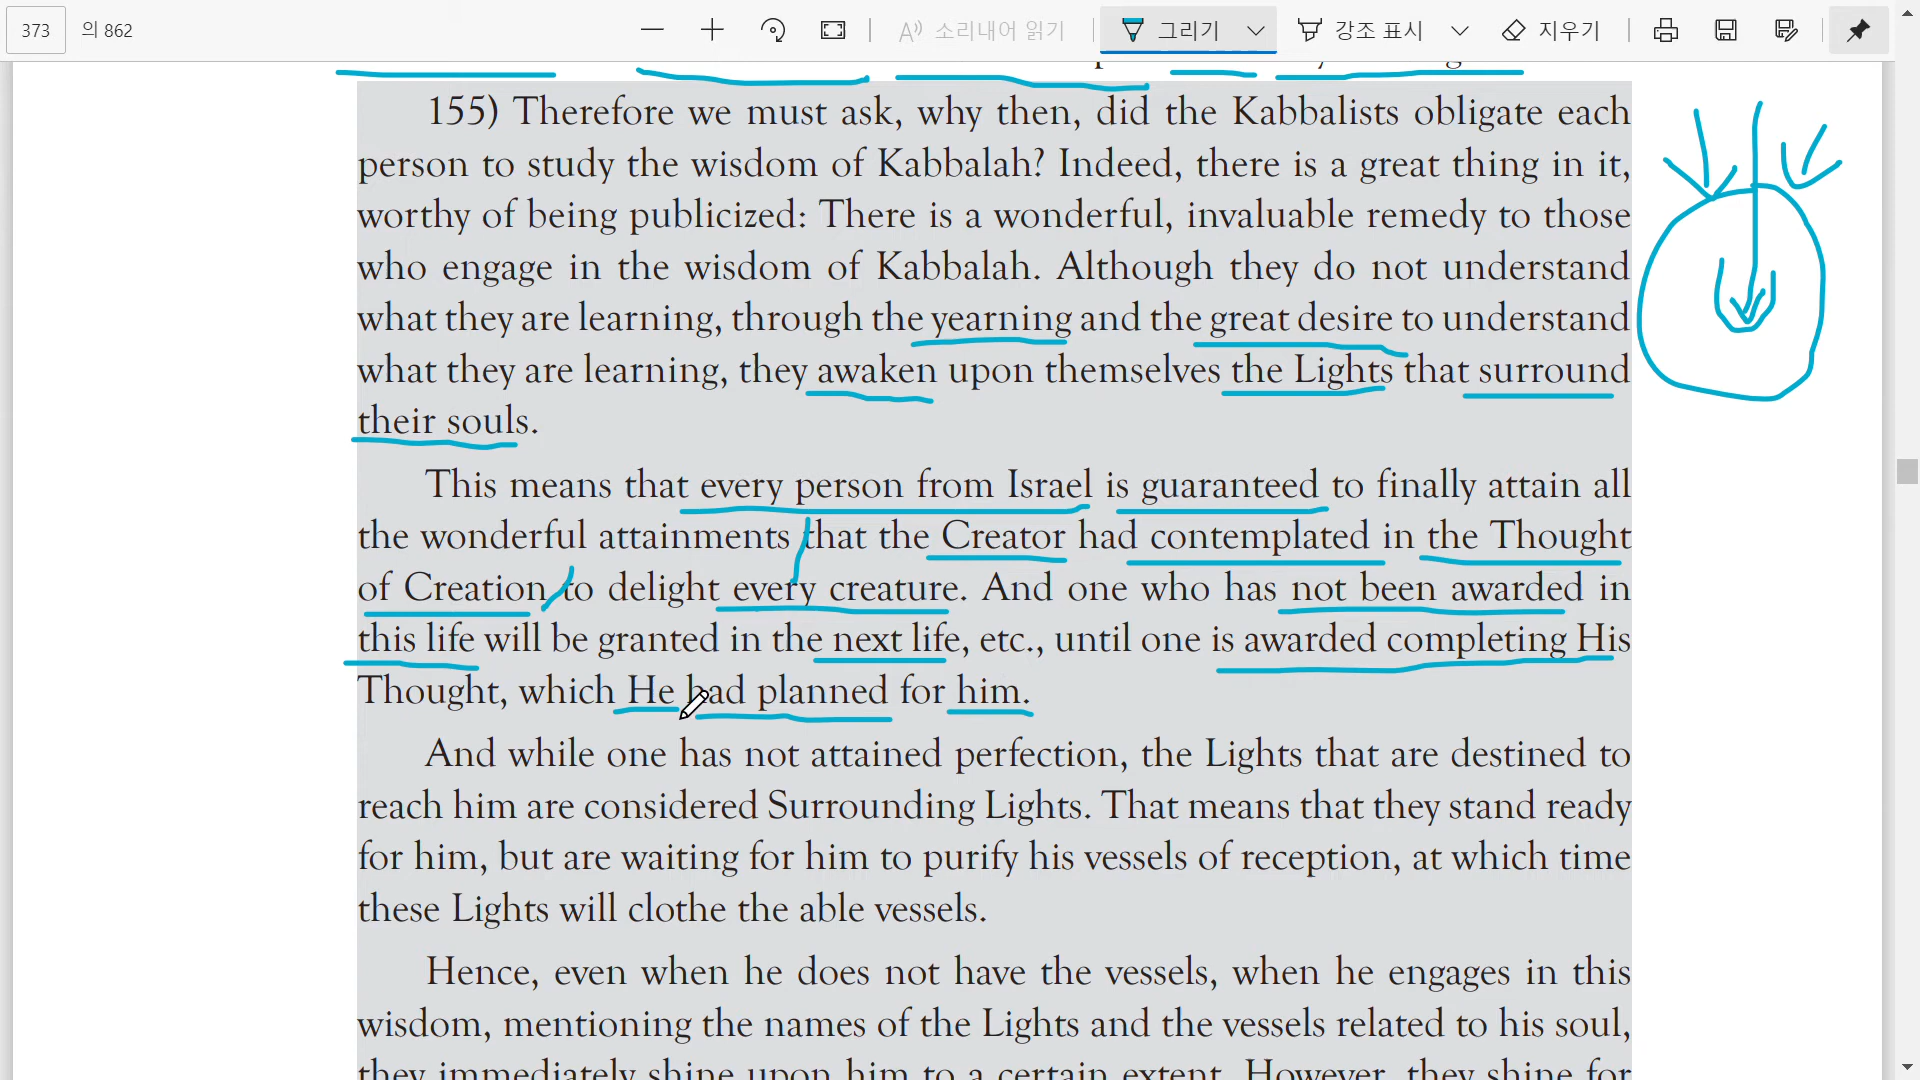 373 의 862 소리내어 읽기 그리기 강조 표시 지우기
155) Therefore we must ask, why then, did the Kabbalists obligate each
person to study the wisdom of Kabbalah? Indeed, there is a great thing in it,
worthy of being publicized: There is a wonderful, invaluable remedy to those
who engage in the wisdom of Kabbalah. Although they do not understand
what they are learning, through the yearning and the great desire to understand
what they are learning, they awaken upon themselves the Lights that surround
their souls.
This means that every person from Israel is guaranteed to finally attain all
the wonderful attainments that the Creator had contemplated in the Thought
of Creation to delight every creature. And one who has not been awarded in
this life will be granted in the next life, etc., until one is awarded completing His
Thought, which He had planned for him.
And while one has not attained perfection, the Lights that are destined to
reach him are considered Surrounding Lights. That means that they stand ready
for him, but are waiting for him to purify his vessels of reception, at which time
these Lights will clothe the able vessels.
Hence, even when he does not have the vessels, when he engages in this
wisdom, mentioning the names of the Lights and the vessels related to his soul,
they immediately shine upon him to a certain extent. However, they shine for